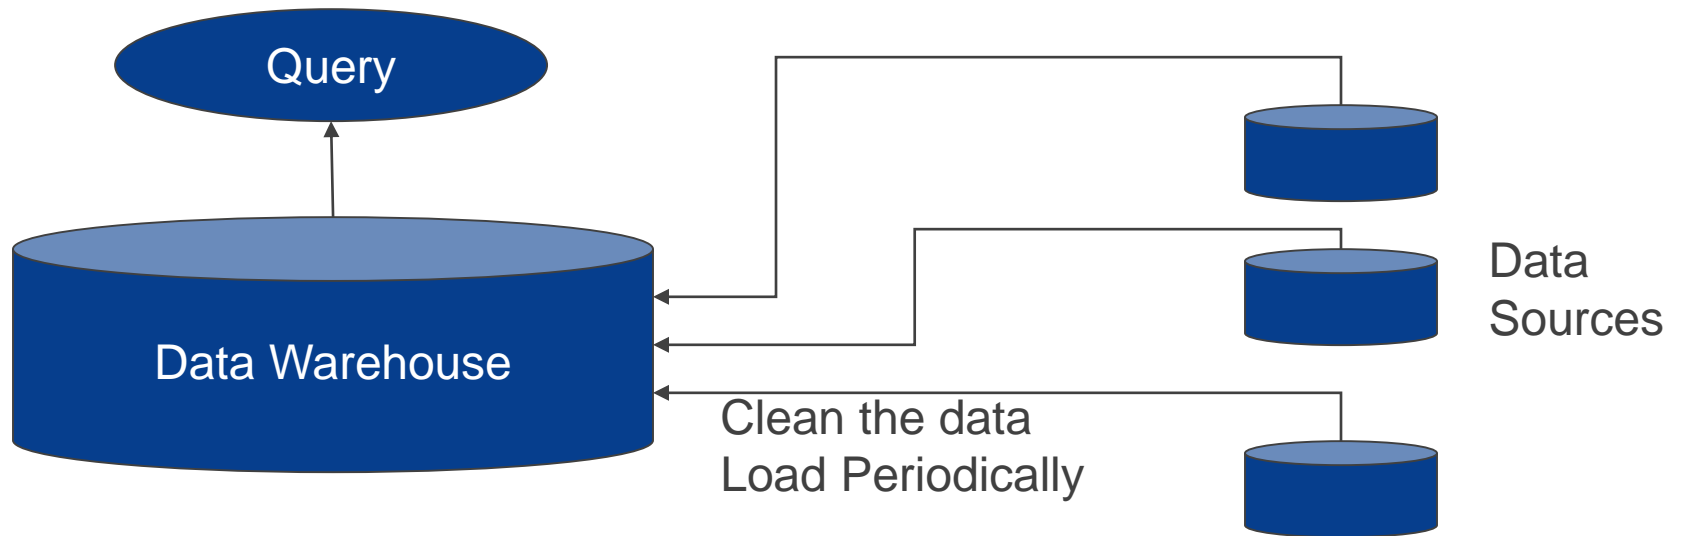 Query
Data Warehouse
Clean the data
Load Periodically
Data
Sources